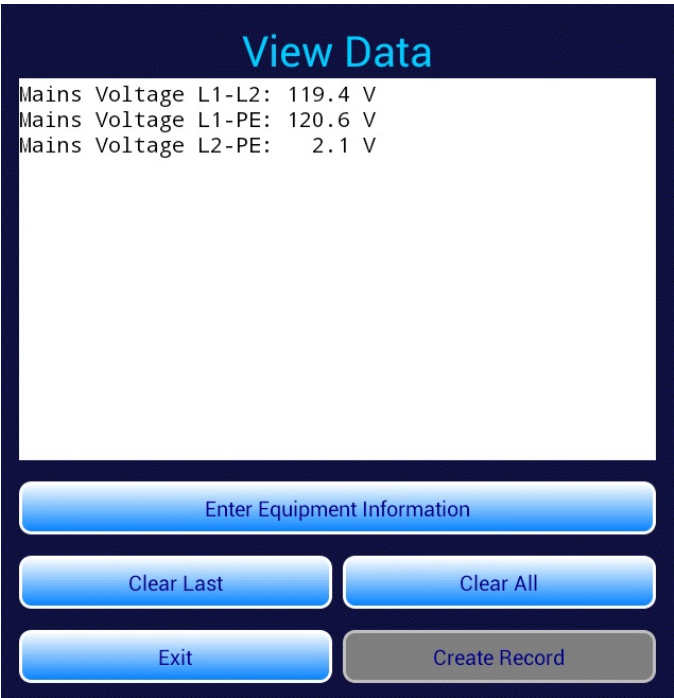 View Data
Mains Voltage L1-L2: 119.4 V
Mains Voltage L1-PE: 120.6 V
Mains Voltage L2-PE:   2.1 V
Enter Equipment Information
Clear Last
Clear All
Exit
Create Record